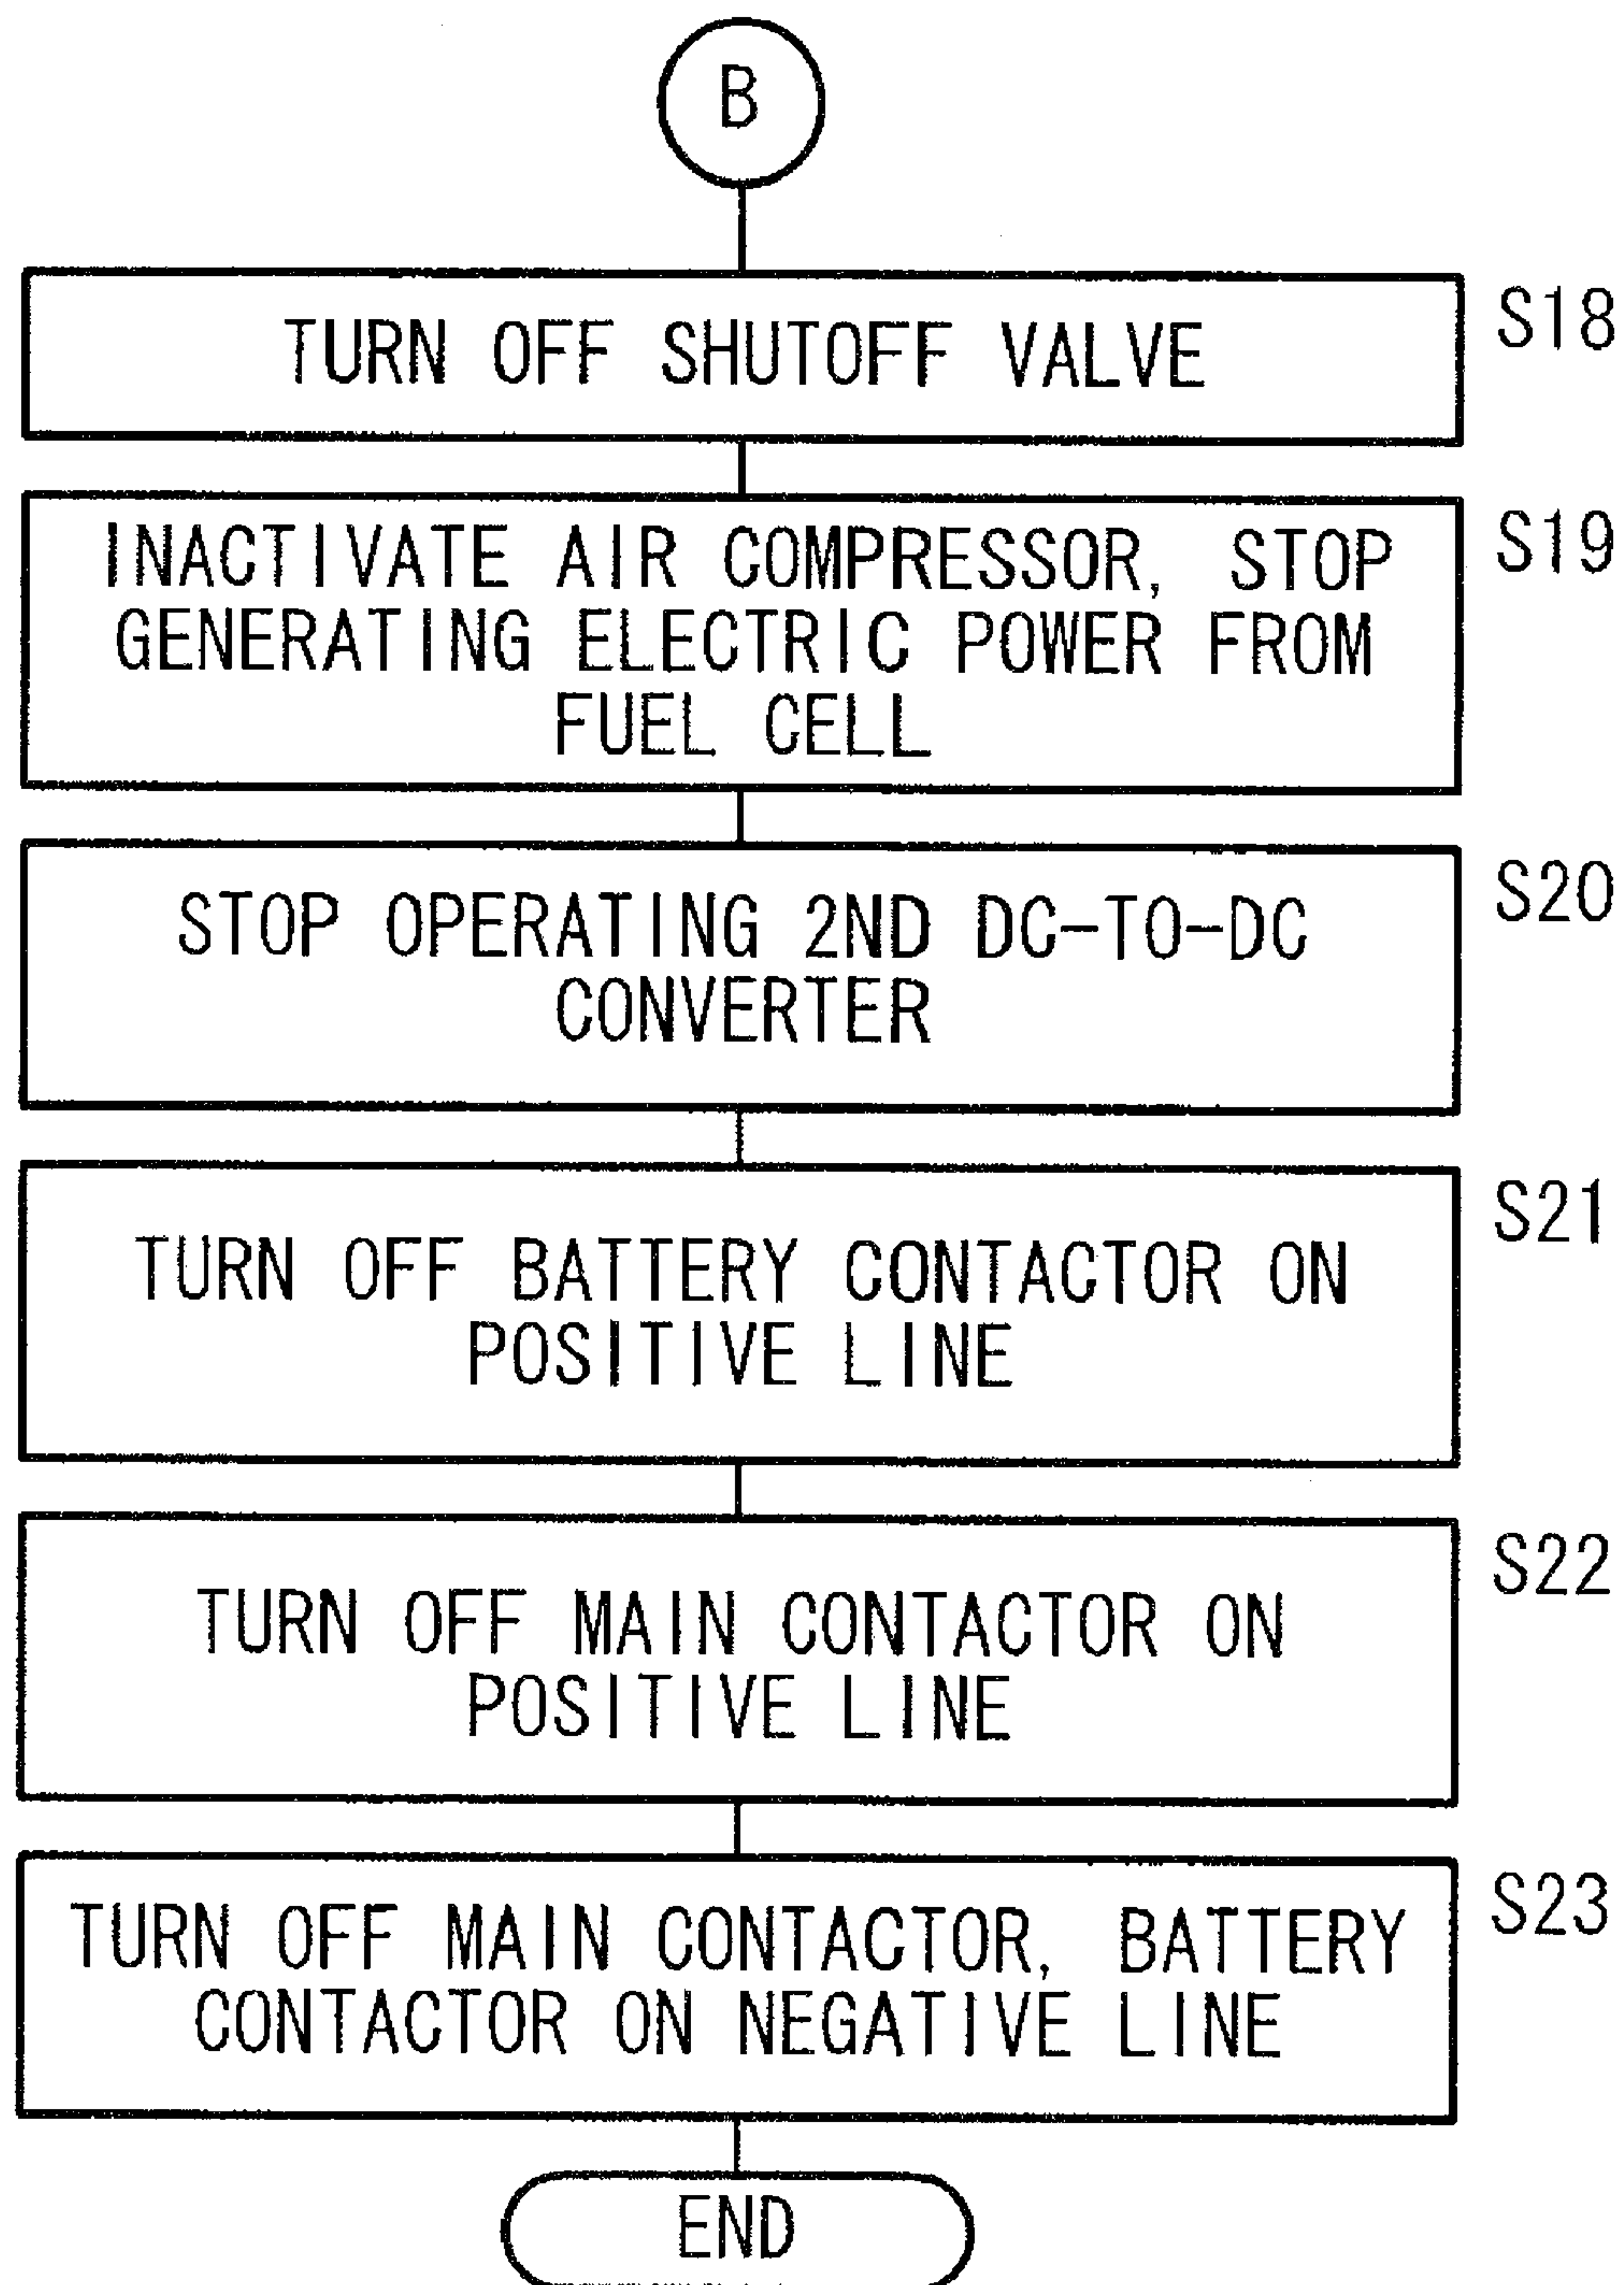 B
TURN OFF SHUTOFF VALVE
S18
INACTIVATE AIR COMPRESSOR, STOP
GENERATING ELECTRIC POWER FROM
FUEL CELL
S19
STOP OPERATING 2ND DC-TO-DC
CONVERTER
S20
TURN OFF BATTERY CONTACTOR ON
POSITIVE LINE
S21
TURN OFF MAIN CONTACTOR ON
POSITIVE LINE
S22
TURN OFF MAIN CONTACTOR, BATTERY
CONTACTOR ON NEGATIVE LINE
S23
END